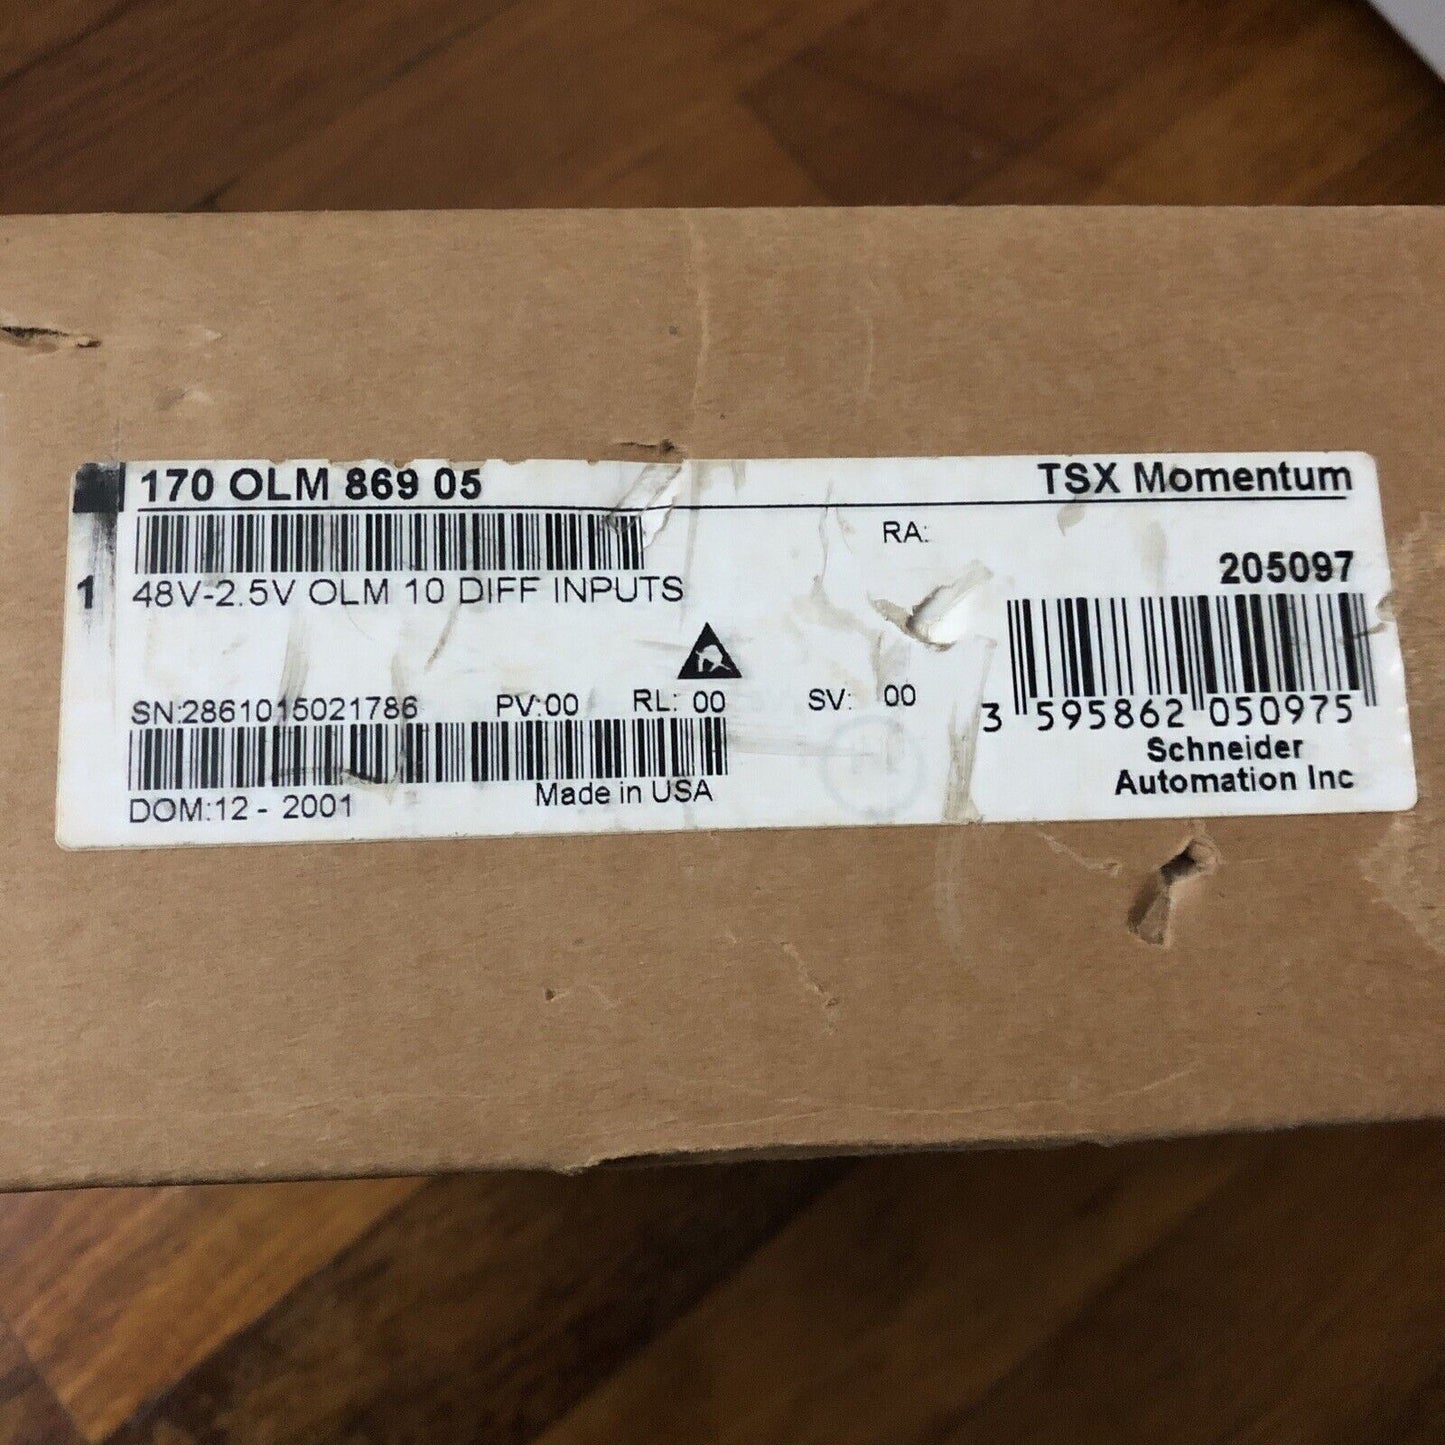 170 OLM 869 05
TSX Momentum
RA:
205097
1
48V-2.5V OLM 10 DIFF INPUTS
SN:2861015021786 PV:00 RL: 00 SV: 00
3 595862 050975
Schneider
Automation Inc
Made in USA
DOM:12 - 2001